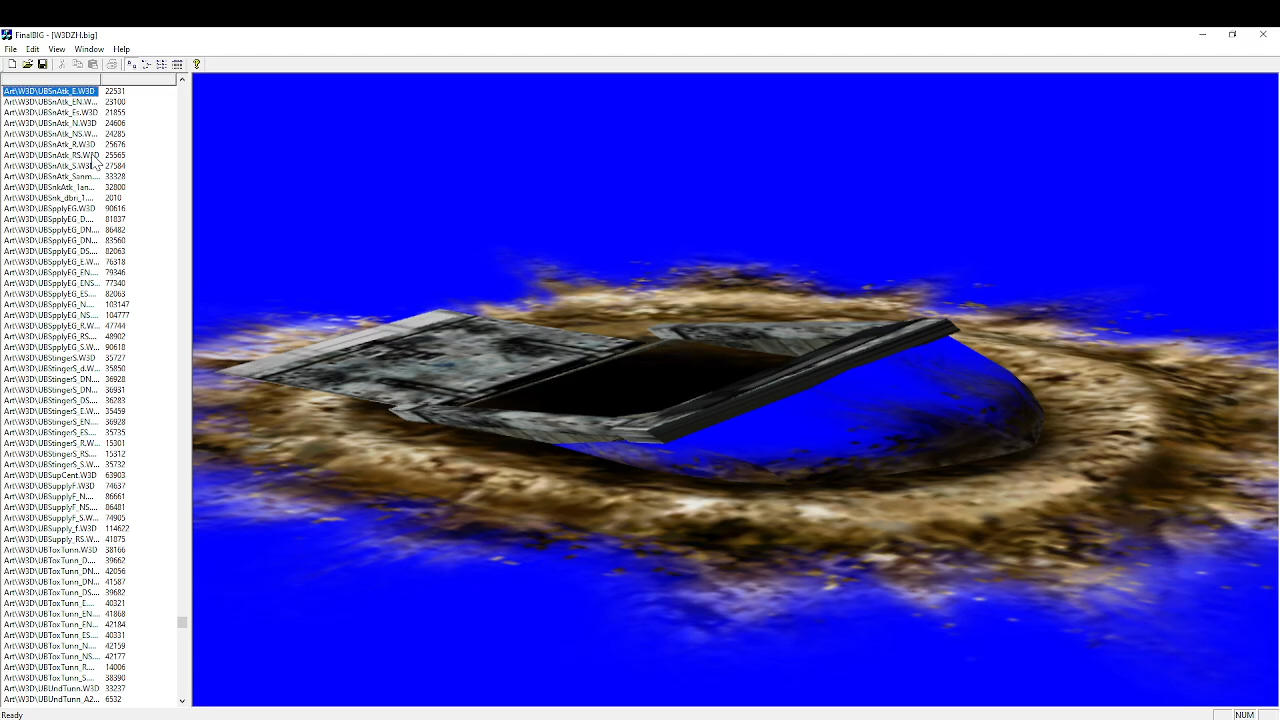 FinalBIG - [W3DZH.big]
File Edit View Window Help
Art\W3D\UBSnAtk_E.W3D 22531
Art\W3D\UBSnAtk_EN.W... 23100
Art\W3D\UBSnAtk_Es.W3D 21855
Art\W3D\UBSnAtk_N.W3D 24606
Art\W3D\UBSnAtk_NS.W... 24285
Art\W3D\UBSnAtk_R.W3D 25676
Art\W3D\UBSnAtk_RS.W3D 25565
Art\W3D\UBSnAtk_S.W3D 27584
Art\W3D\UBSnAtk_Sanm.... 33328
Art\W3D\UBSnkAtk_1an... 32800
Art\W3D\UBSnk_dbri_1.... 2010
Art\W3D\UBSpplyEG.W3D 90616
Art\W3D\UBSpplyEG_D.... 81837
Art\W3D\UBSpplyEG_DN... 86482
Art\W3D\UBSpplyEG_DN... 83560
Art\W3D\UBSpplyEG_DS... 82063
Art\W3D\UBSpplyEG_E.W... 76318
Art\W3D\UBSpplyEG_EN.... 79346
Art\W3D\UBSpplyEG_ENS... 77340
Art\W3D\UBSpplyEG_ES.... 82063
Art\W3D\UBSpplyEG_N.... 103147
Art\W3D\UBSpplyEG_NS.... 104777
Art\W3D\UBSpplyEG_R.W... 47744
Art\W3D\UBSpplyEG_RS.... 48902
Art\W3D\UBSpplyEG_S.W... 90618
Art\W3D\UBStingerS.W3D 35727
Art\W3D\UBStingerS_d.W... 35850
Art\W3D\UBStingerS_DN... 36928
Art\W3D\UBStingerS_DN... 36931
Art\W3D\UBStingerS_DS... 36283
Art\W3D\UBStingerS_E.W... 35459
Art\W3D\UBStingerS_EN.... 36928
Art\W3D\UBStingerS_ES.... 35735
Art\W3D\UBStingerS_R.W... 15301
Art\W3D\UBStingerS_RS.... 15312
Art\W3D\UBStingerS_S.W... 35732
Art\W3D\UBSupCent.W3D 63903
Art\W3D\UBSupplyF.W3D 74637
Art\W3D\UBSupplyF_N.... 86661
Art\W3D\UBSupplyF_NS.... 86481
Art\W3D\UBSupplyF_S.W... 74905
Art\W3D\UBSupply_f.W3D 114622
Art\W3D\UBSupply_RS.W... 41875
Art\W3D\UBToxTunn.W3D 38166
Art\W3D\UBToxTunn_D.... 39662
Art\W3D\UBToxTunn_DN... 42056
Art\W3D\UBToxTunn_DN... 41587
Art\W3D\UBToxTunn_DS.... 39682
Art\W3D\UBToxTunn_E.... 40321
Art\W3D\UBToxTunn_EN... 41868
Art\W3D\UBToxTunn_EN... 42184
Art\W3D\UBToxTunn_ES.... 40331
Art\W3D\UBToxTunn_N.... 42159
Art\W3D\UBToxTunn_NS... 42177
Art\W3D\UBToxTunn_R.... 14006
Art\W3D\UBToxTunn_S.... 38390
Art\W3D\UBUndTunn.W3D 33237
Art\W3D\UBUndTunn_A2... 6532
Ready NUM